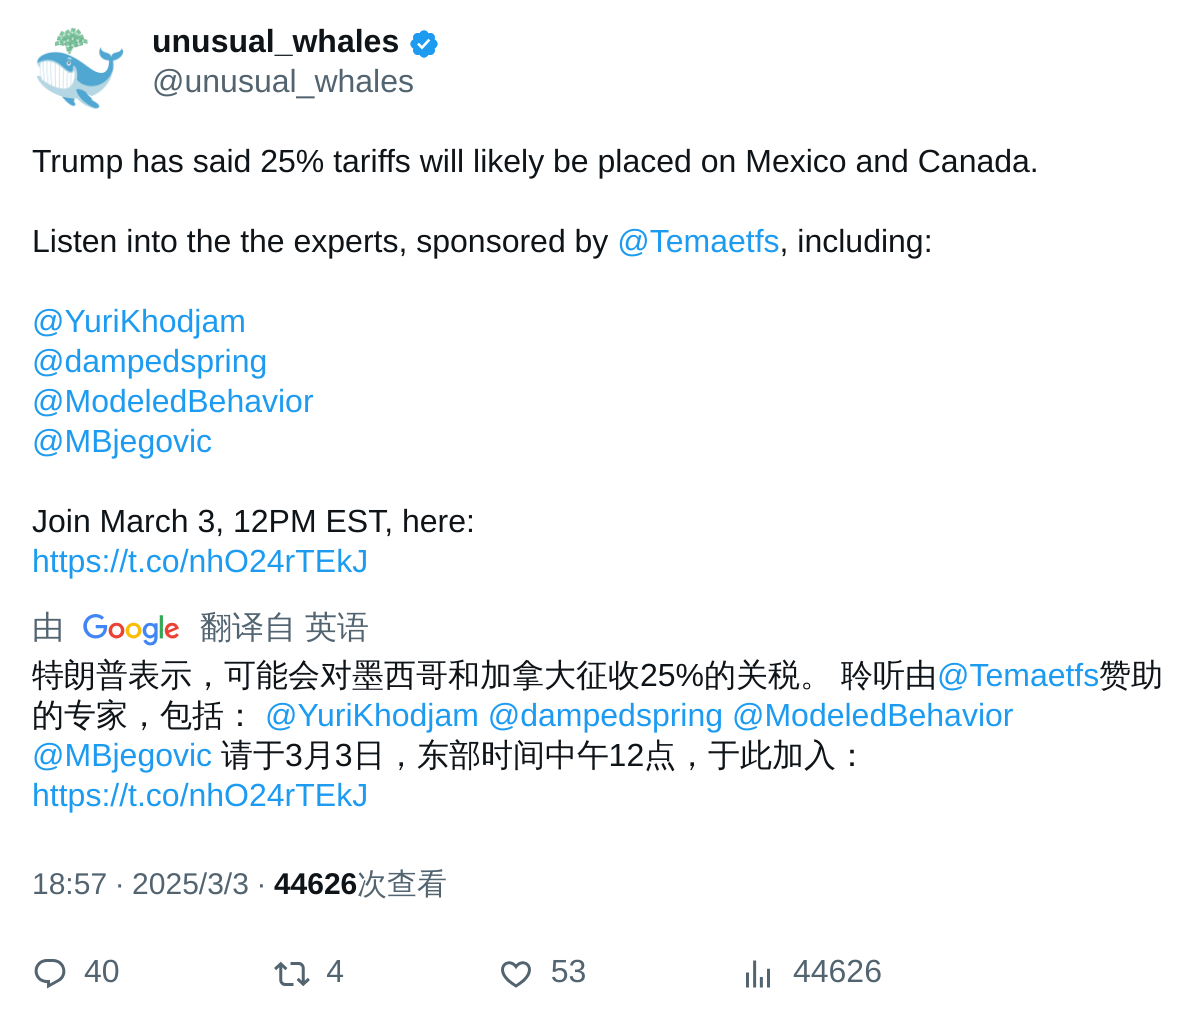 unusual_whales
@unusual_whales
Trump has said 25% tariffs will likely be placed on Mexico and Canada.
Listen into the the experts, sponsored by @Temaetfs, including:
@YuriKhodjam
@dampedspring
@ModeledBehavior
@MBjegovic
Join March 3, 12PM EST, here:
https://t.co/nhO24rTEkJ
由 Google 翻译自 英语
特朗普表示，可能会对墨西哥和加拿大征收25%的关税。 聆听由@Temaetfs赞助
的专家，包括： @YuriKhodjam @dampedspring @ModeledBehavior
@MBjegovic 请于3月3日，东部时间中午12点，于此加入：
https://t.co/nhO24rTEkJ
18:57 · 2025/3/3 · 44626次查看
40 4 53 44626